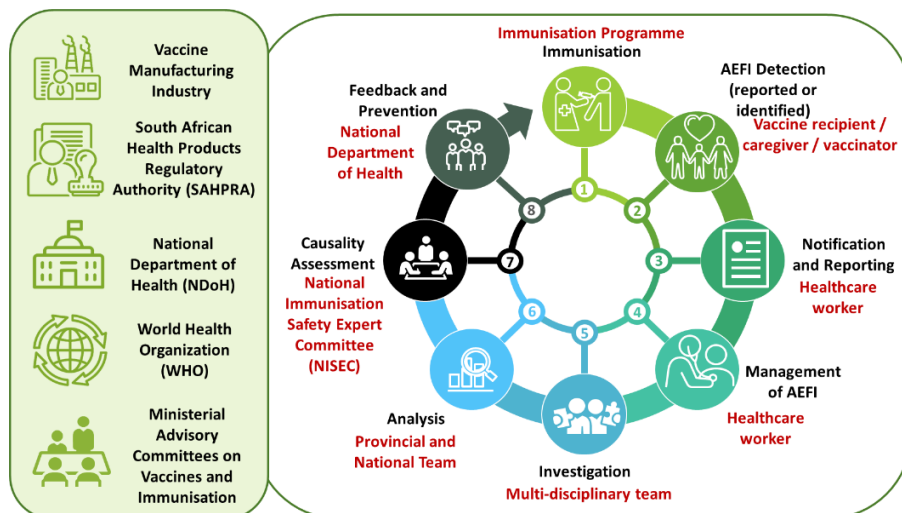 Vaccine
Manufacturing
Industry
South African
Health Products
Regulatory
Authority (SAHPRA)
National
Department of
Health (NDoH)
World Health
Organization
(WHO)
Ministerial
Advisory
Committees on
Vaccines and
Immunisation
Immunisation Programme
Immunisation
AEFI Detection
(reported or
identified)
Vaccine recipient /
caregiver / vaccinator
Notification
and Reporting
Healthcare
worker
Management
of AEFI
Healthcare
worker
Investigation
Multi-disciplinary team
Analysis
Provincial and
National Team
Causality
Assessment
National
Immunisation
Safety Expert
Committee
(NISEC)
Feedback and
Prevention
National
Department
of Health
1
2
3
4
5
6
7
8